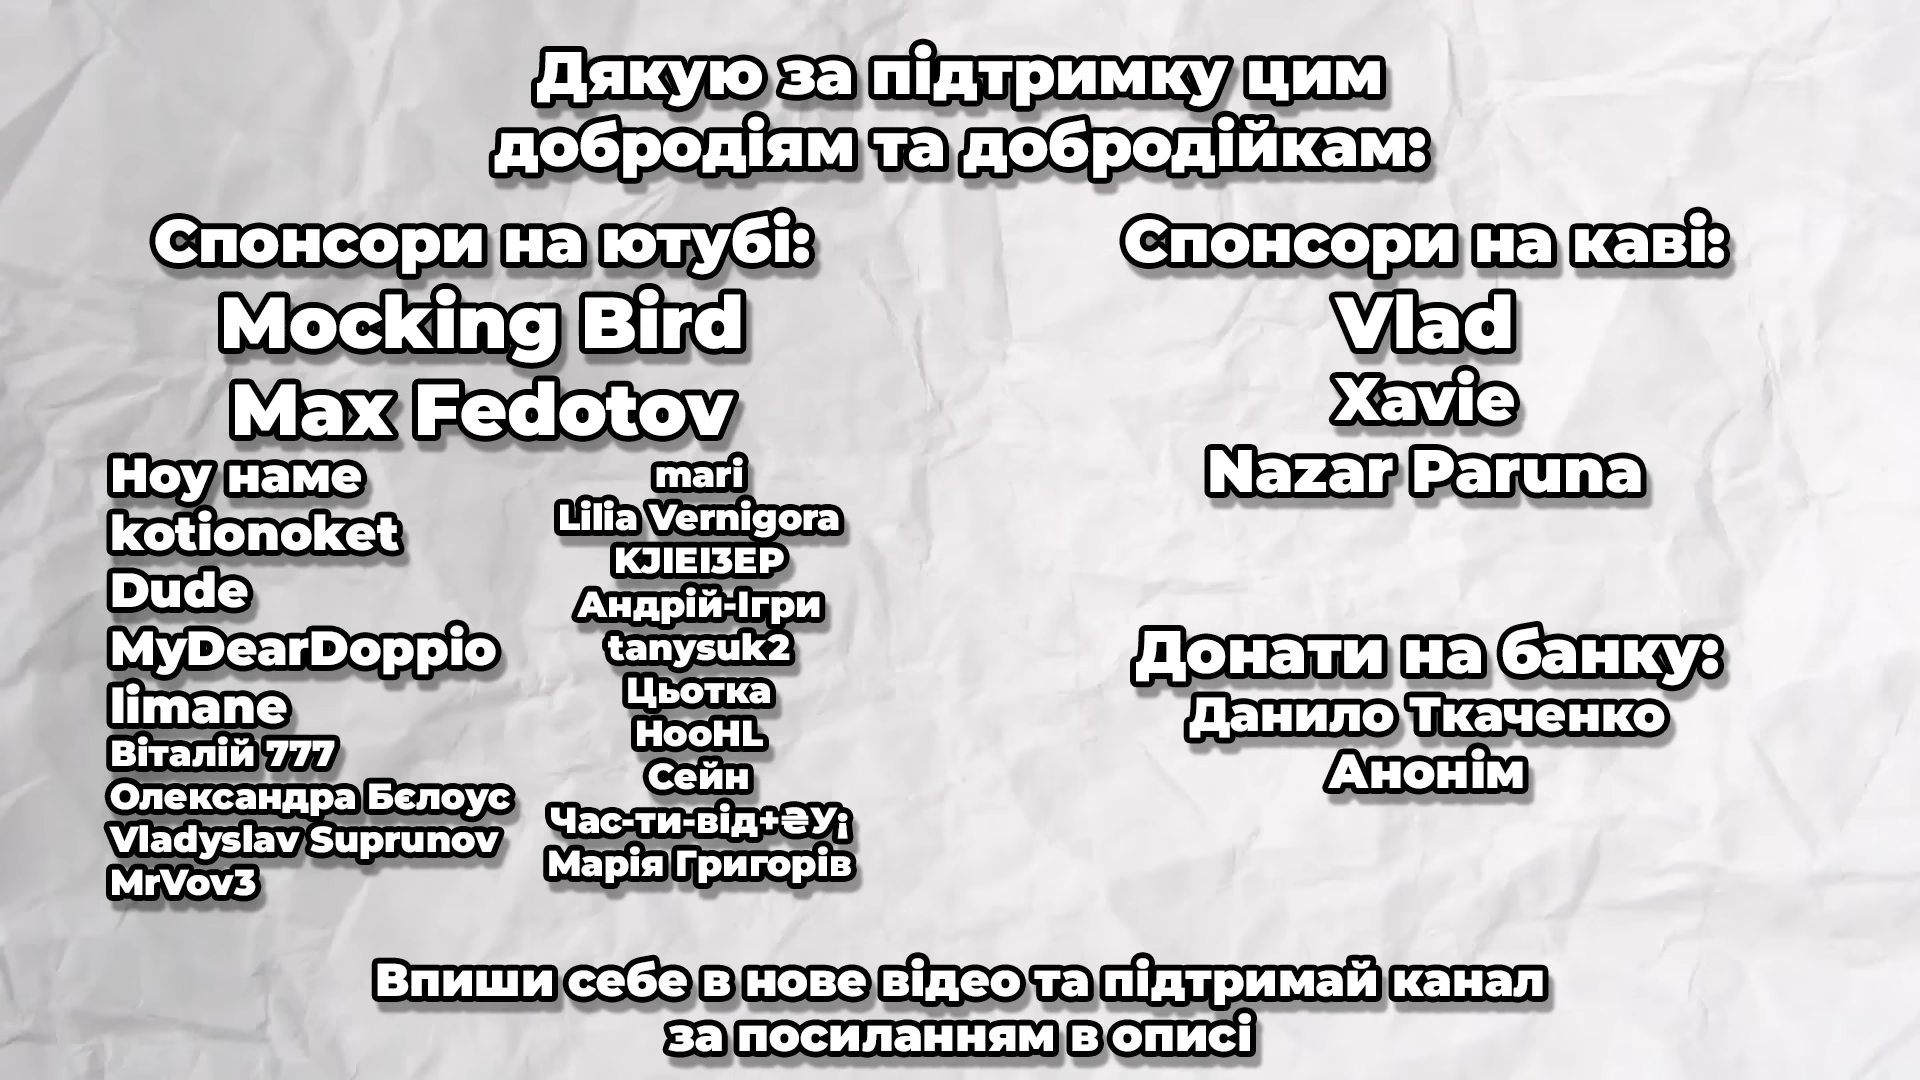 Дякую за підтримку цим
добродіям та добродійкам:
Спонсори на ютубі:
Mocking Bird
Max Fedotov
Ноу наме
kotionoket
Dude
MyDearDoppio
limane
Віталій 777
Олександра Бєлоус
Vladyslav Suprunov
MrVov3
mari
Lilia Vernigora
KJIEI3EP
Андрій-Ігри
tanysuk2
Цьотка
HooHL
Сейн
Час-ти-від+₴У¡
Марія Григорів
Спонсори на каві:
Vlad
Xavie
Nazar Paruna
Донати на банку:
Данило Ткаченко
Анонім
Впиши себе в нове відео та підтримай канал
за посиланням в описі